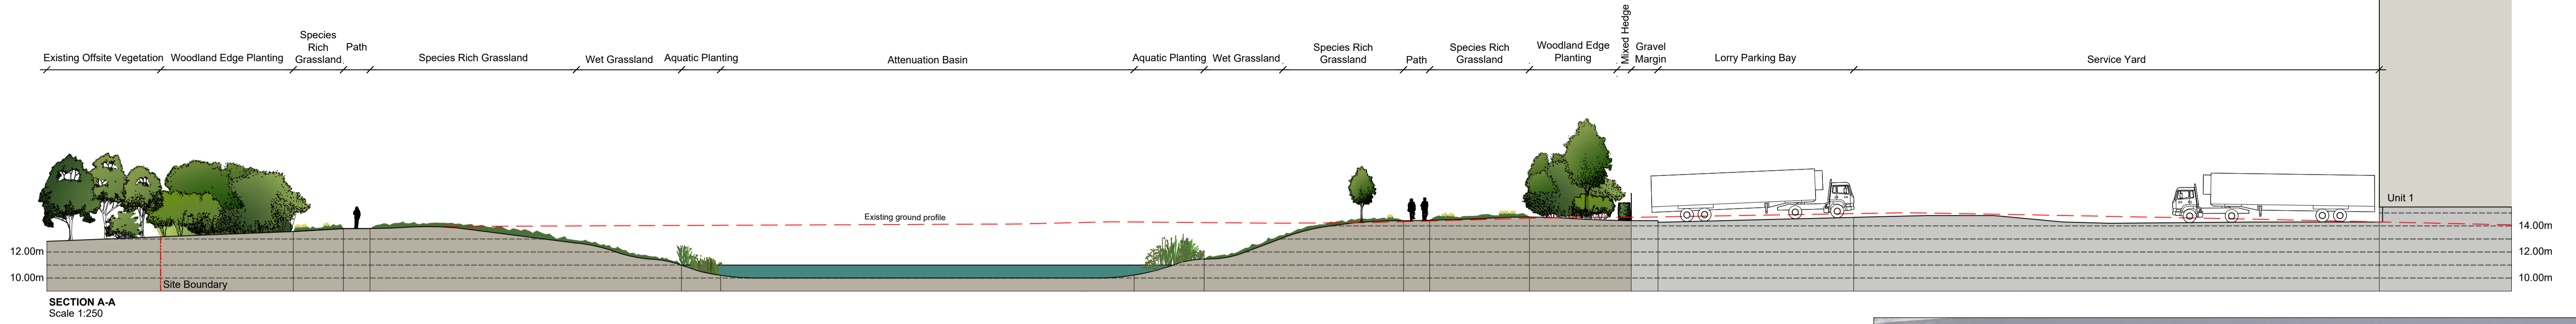 Existing Offsite Vegetation
Woodland Edge Planting
Species
Rich
Grassland
Path
Species Rich Grassland
Wet Grassland
Aquatic Planting
Attenuation Basin
Aquatic Planting
Wet Grassland
Species Rich
Grassland
Path
Species Rich
Grassland
Woodland Edge
Planting
Mixed Hedge
Gravel
Margin
Lorry Parking Bay
Service Yard
Existing ground profile
Unit 1
12.00m
10.00m
14.00m
12.00m
10.00m
Site Boundary
SECTION A-A
Scale 1:250